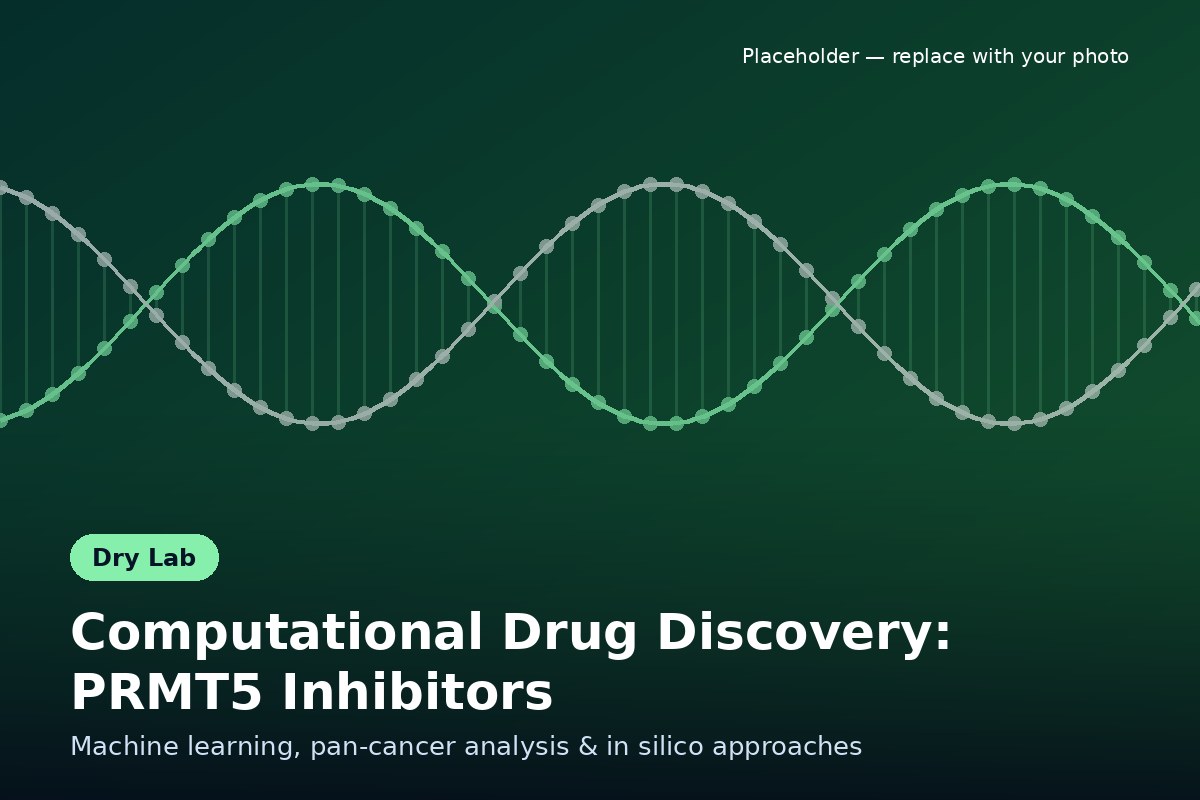 Placeholder — replace with your photo
Dry Lab
Computational Drug Discovery:
PRMT5 Inhibitors
Machine learning, pan-cancer analysis & in silico approaches